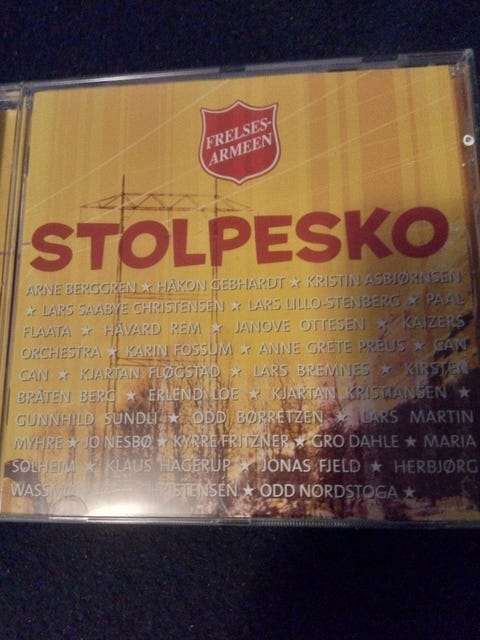 FRELSES-
ARMEEN
STOLPESKO
ARNE BERGGREN ★ HÅKON GEBHARDT ★ KRISTIN ASBJØRNSEN
★ LARS SAABYE CHRISTENSEN ★ LARS LILLO-STENBERG ★ PAAL
FLAATA ★ HÅVARD REM ★ JANOVE OTTESEN ★ KAIZERS
ORCHESTRA ★ KARIN FOSSUM ★ ANNE GRETE PREUS ★ CAN
CAN ★ KJARTAN FLØGSTAD ★ LARS BREMNES ★ KIRSTEN
BRÅTEN BERG ★ ERLEND LOE ★ KJARTAN KRISTIANSEN ★
GUNNHILD SUNDLI ★ ODD BØRRETZEN ★ LARS MARTIN
MYHRE ★ JO NESBØ ★ KYRRE FRITZNER ★ GRO DAHLE ★ MARIA
SOLHEIM ★ KLAUS HAGERUP ★ JONAS FJELD ★ HERBJØRG
★ ODD NORDSTOGA ★